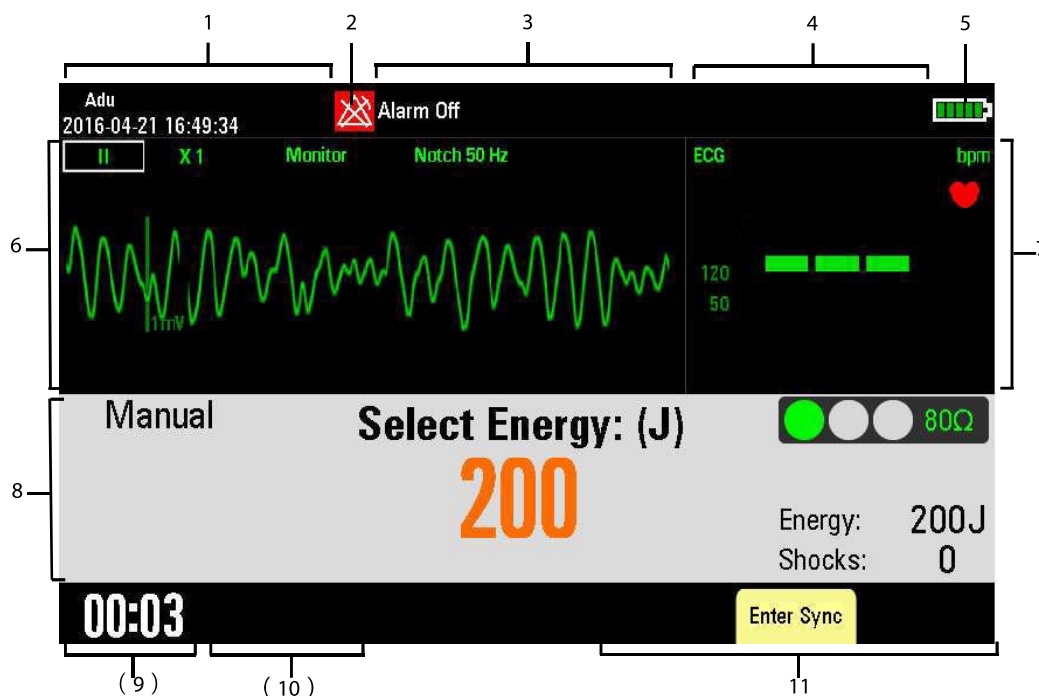 1 2 3 4 5
Adu
2016-04-21 16:49:34
Alarm Off
II X 1 Monitor Notch 50 Hz
ECG bpm
6
7
120
50
1mV
Manual
Select Energy: (J)
80Ω
200
8
Energy: 200J
Shocks: 0
00:03
Enter Sync
( 9 ) ( 10 ) 11